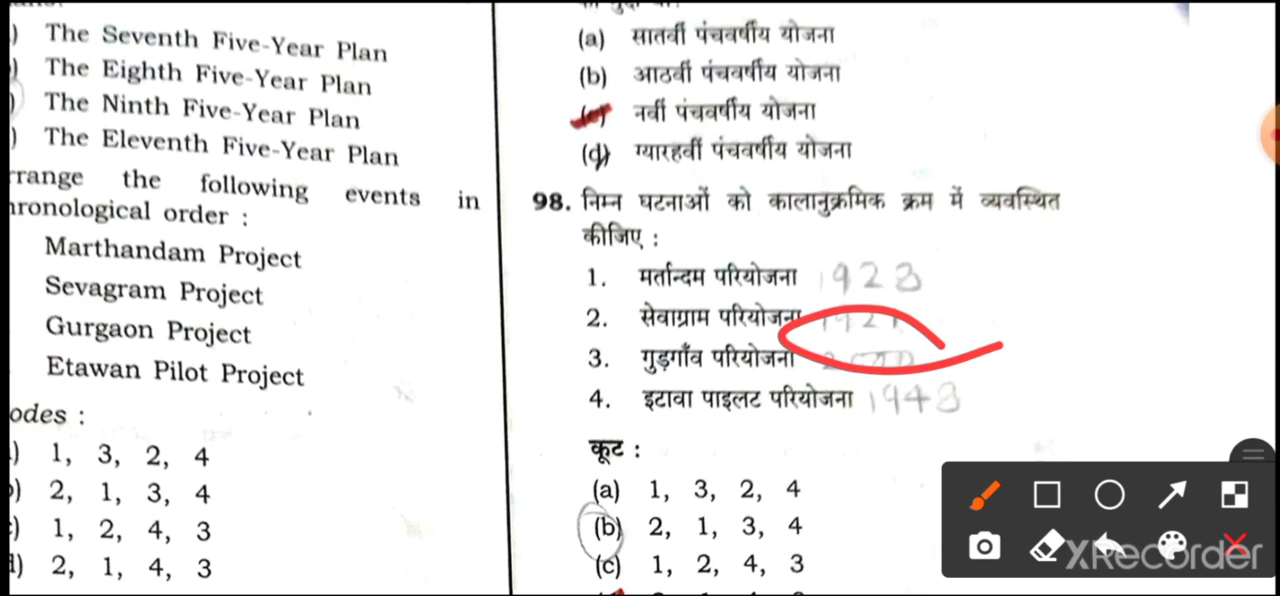 ) The Seventh Five-Year Plan
) The Eighth Five-Year Plan
) The Ninth Five-Year Plan
) The Eleventh Five-Year Plan
rrange the following events in
hronological order :
Marthandam Project
Sevagram Project
Gurgaon Project
Etawan Pilot Project
odes :
) 1, 3, 2, 4
) 2, 1, 3, 4
) 1, 2, 4, 3
) 2, 1, 4, 3
(a) सातवीं पंचवर्षीय योजना
(b) आठवीं पंचवर्षीय योजना
(c) नवीं पंचवर्षीय योजना
(d) ग्यारहवीं पंचवर्षीय योजना
98. निम्न घटनाओं को कालानुक्रमिक क्रम में व्यवस्थित
कीजिए :
1. मर्तान्दम परियोजना 1928
2. सेवाग्राम परियोजना
3. गुड़गाँव परियोजना
4. इटावा पाइलट परियोजना 1948
कूट :
(a) 1, 3, 2, 4
(b) 2, 1, 3, 4
(c) 1, 2, 4, 3
XRecorder